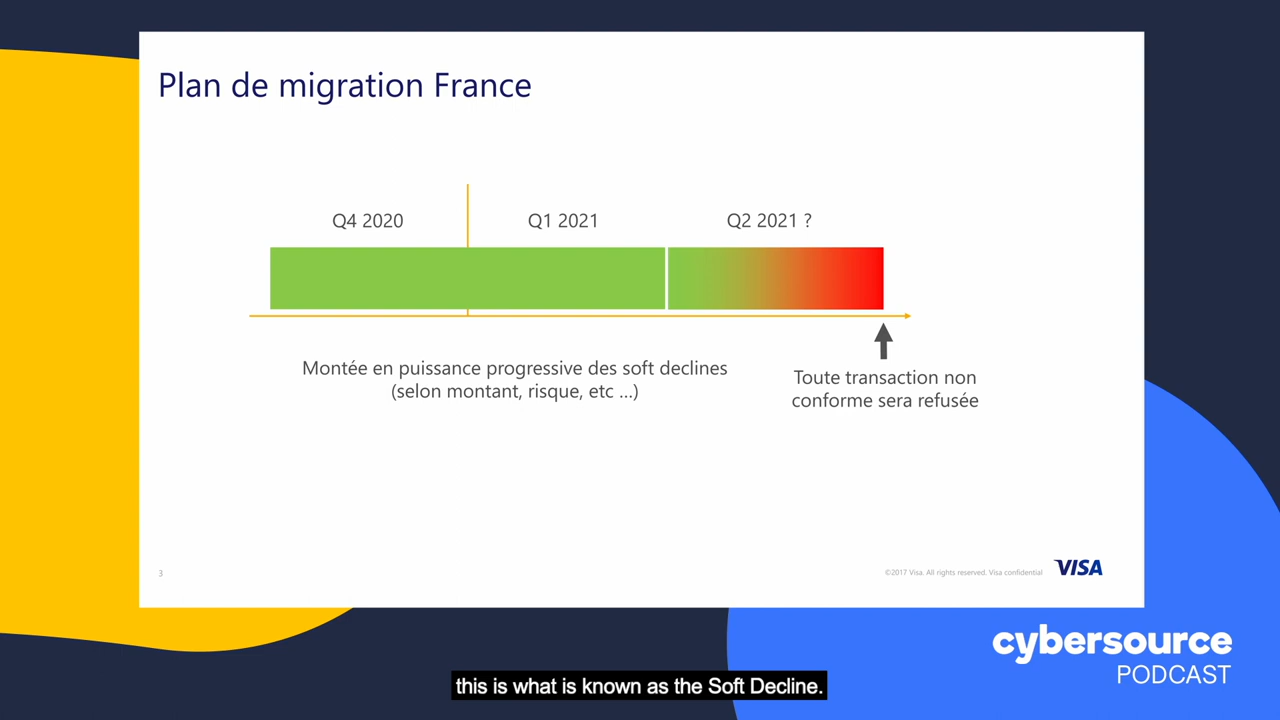 Plan de migration France
Q4 2020
Q1 2021
Q2 2021 ?
Montée en puissance progressive des soft declines
(selon montant, risque, etc ...)
Toute transaction non
conforme sera refusée
3
©2017 Visa. All rights reserved. Visa confidential
VISA
cybersource
PODCAST
this is what is known as the Soft Decline.